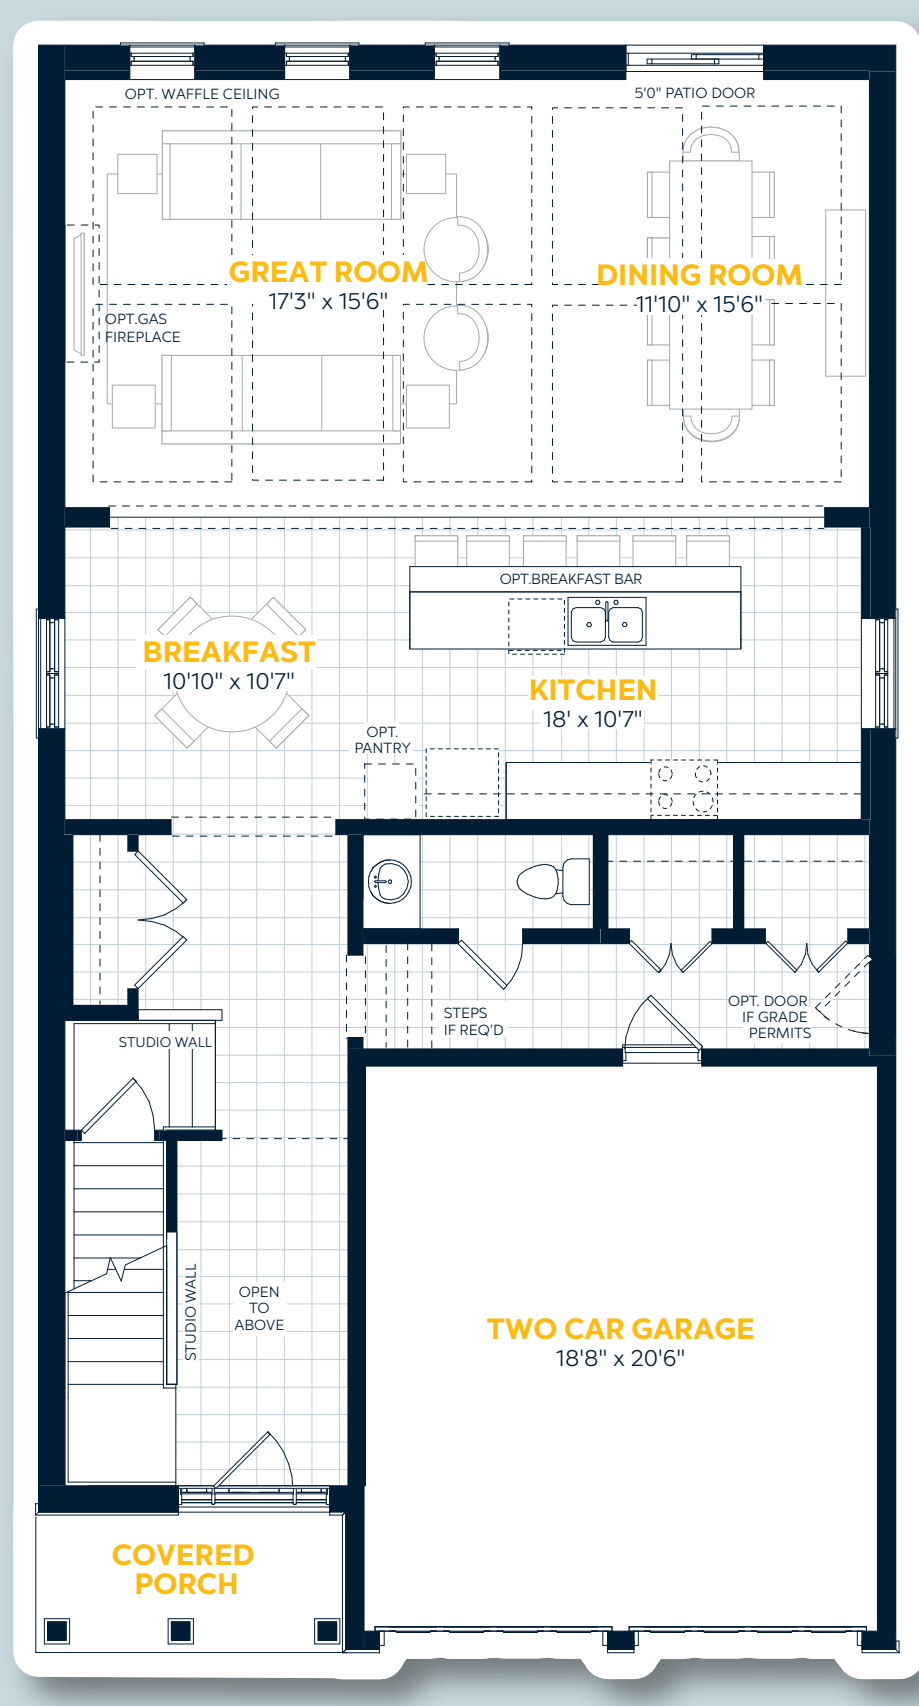 OPT. WAFFLE CEILING
5'0" PATIO DOOR
GREAT ROOM
17'3" x 15'6"
DINING ROOM
11'10" x 15'6"
OPT.GAS
FIREPLACE
OPT.BREAKFAST BAR
BREAKFAST
10'10" x 10'7"
KITCHEN
18' x 10'7"
OPT.
PANTRY
STEPS
IF REQ'D
OPT. DOOR
IF GRADE
PERMITS
STUDIO WALL
STUDIO WALL
OPEN
TO
ABOVE
TWO CAR GARAGE
18'8" x 20'6"
COVERED
PORCH